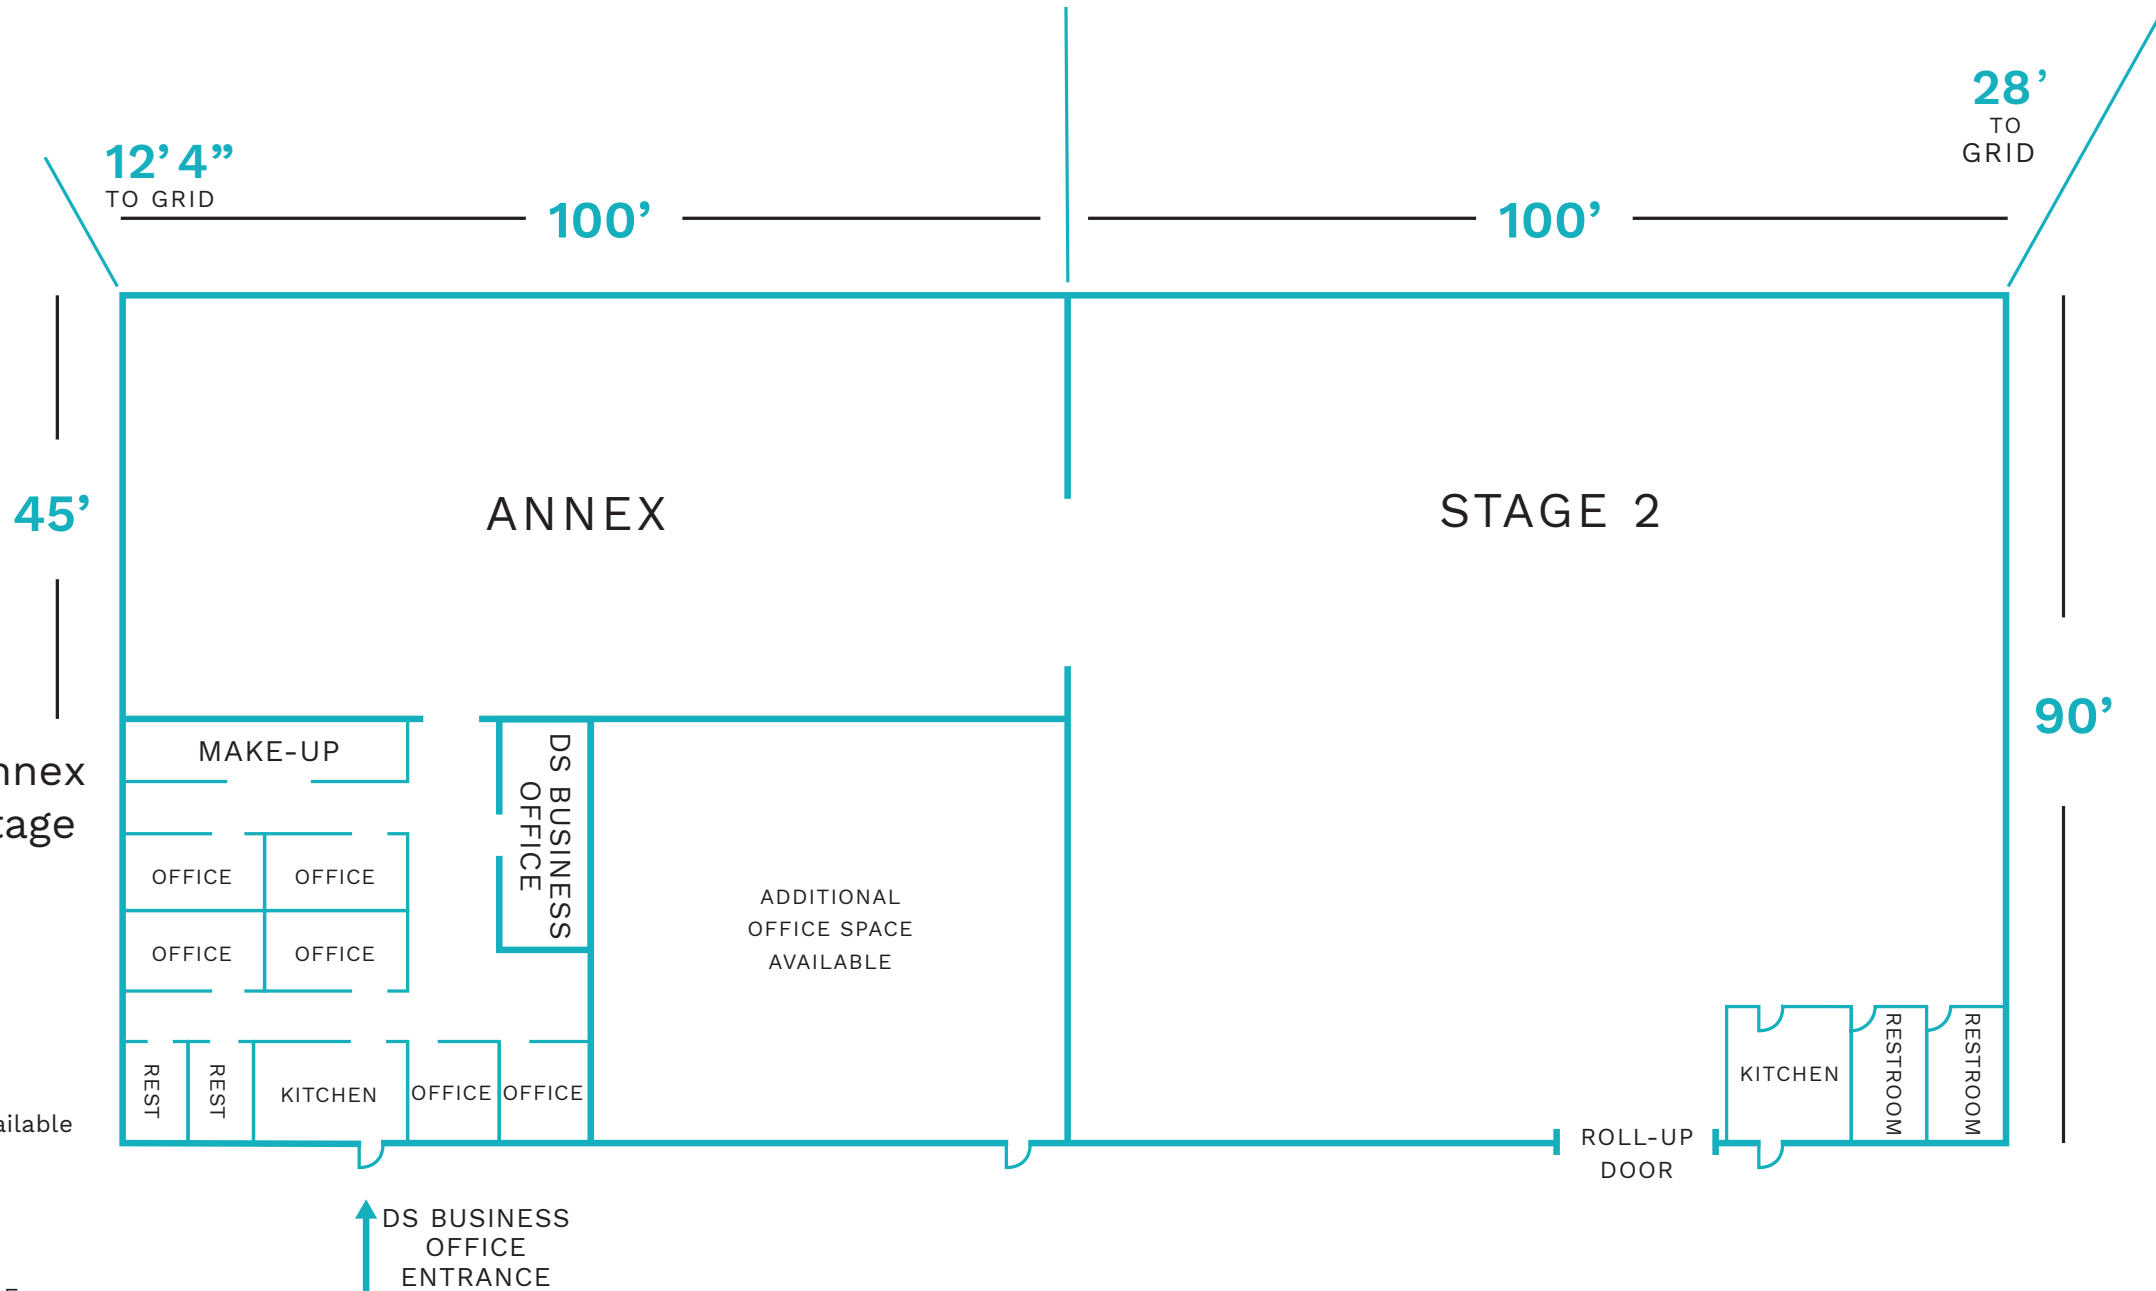 28’
TO
GRID
12’ 4”
TO GRID
100’
100’
45’
ANNEX
STAGE 2
90’
MAKE-UP
DS BUSINESS
OFFICE
OFFICE
OFFICE
OFFICE
OFFICE
ADDITIONAL
OFFICE SPACE
AVAILABLE
REST
REST
KITCHEN
OFFICE
OFFICE
KITCHEN
RESTROOM
RESTROOM
ROLL-UP
DOOR
DS BUSINESS
OFFICE
ENTRANCE